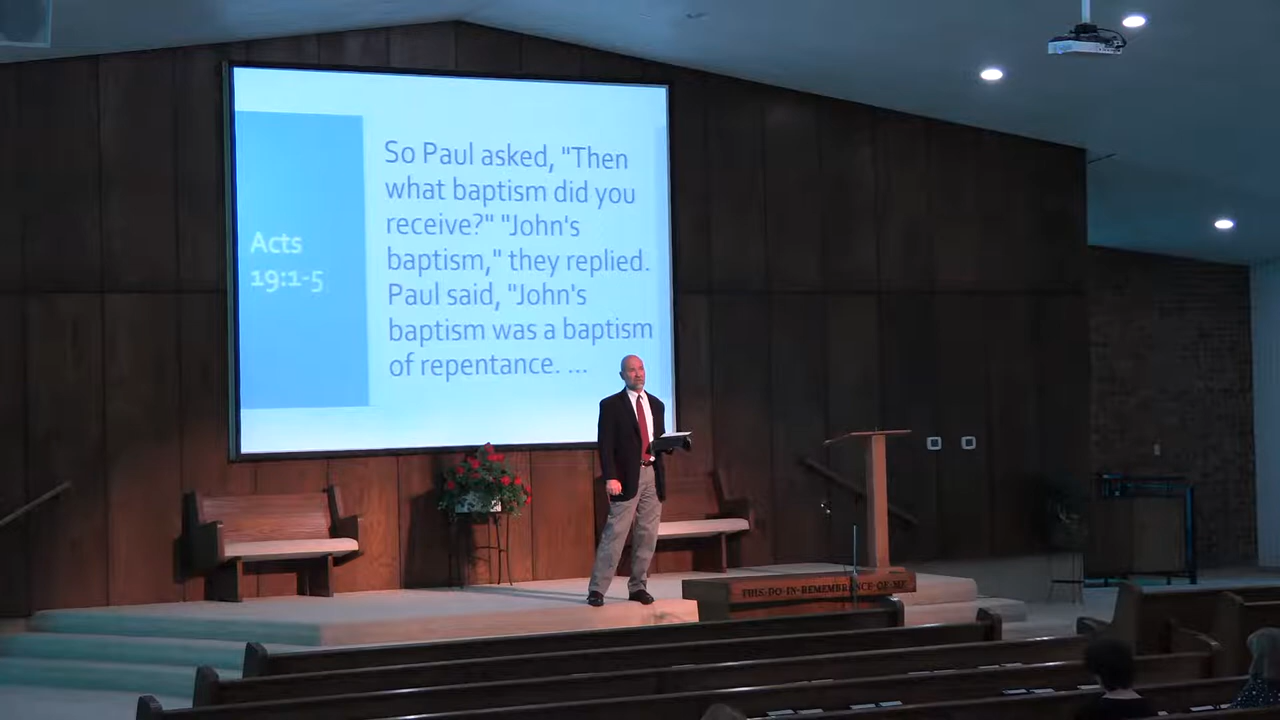 Acts
19:1-5
So Paul asked, "Then
what baptism did you
receive?" "John's
baptism," they replied.
Paul said, "John's
baptism was a baptism
of repentance. ...
THIS·DO·IN·REMEMBRANCE·OF·ME